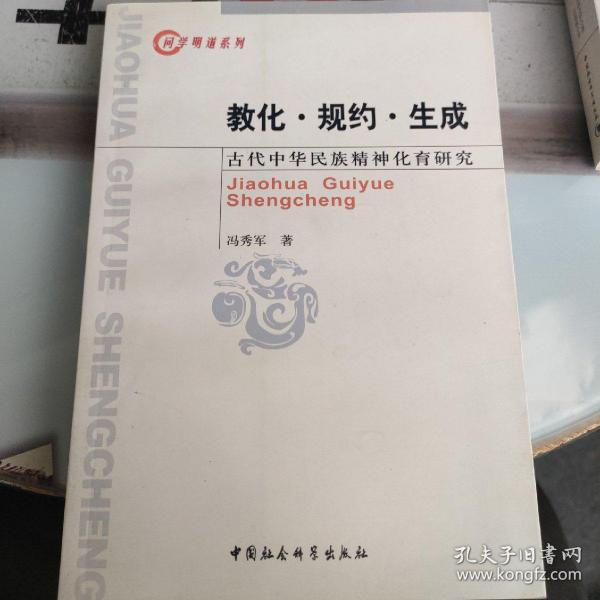 问学明道系列
教化·规约·生成
古代中华民族精神化育研究
Jiaohua Guiyue
Shengcheng
冯秀军 著
中国社会科学出版社
JIAOHUA GUIYUE SHENGCHENG
孔夫子旧书网
www.kongfz.com